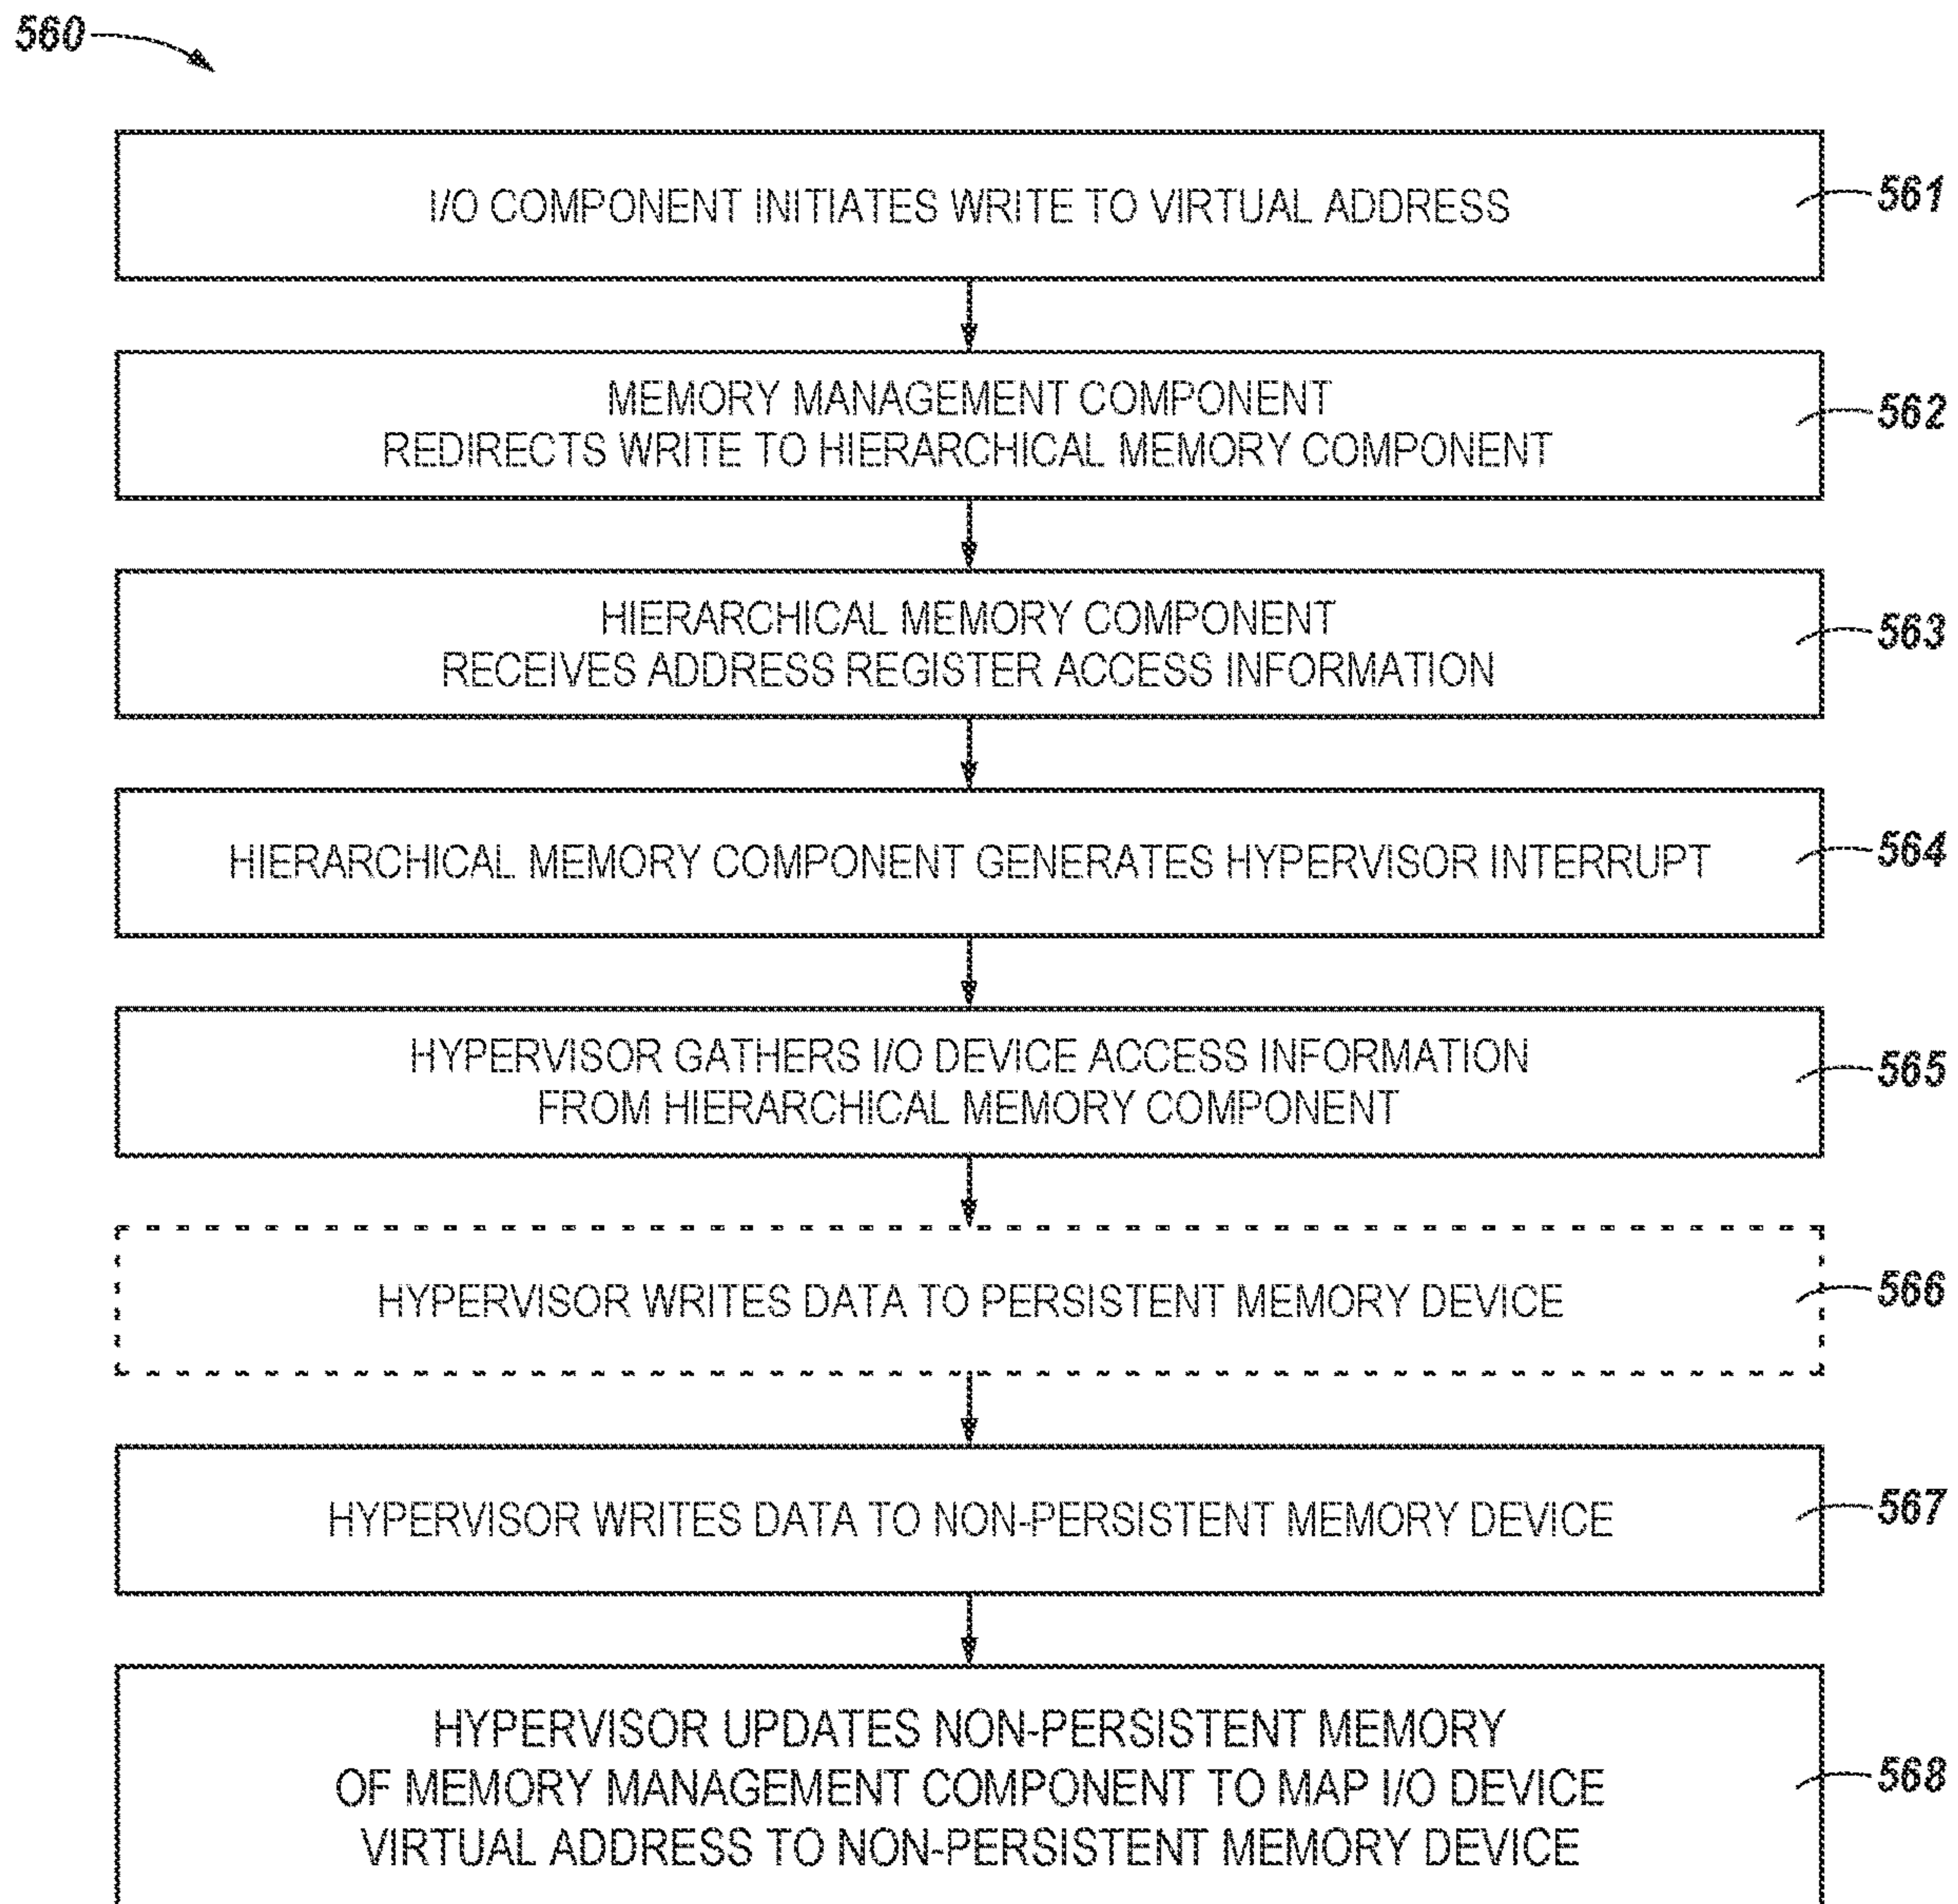 560
I/O COMPONENT INITIATES WRITE TO VIRTUAL ADDRESS
561
MEMORY MANAGEMENT COMPONENT
REDIRECTS WRITE TO HIERARCHICAL MEMORY COMPONENT
562
HIERARCHICAL MEMORY COMPONENT
RECEIVES ADDRESS REGISTER ACCESS INFORMATION
563
HIERARCHICAL MEMORY COMPONENT GENERATES HYPERVISOR INTERRUPT
564
HYPERVISOR GATHERS I/O DEVICE ACCESS INFORMATION
FROM HIERARCHICAL MEMORY COMPONENT
565
HYPERVISOR WRITES DATA TO PERSISTENT MEMORY DEVICE
566
HYPERVISOR WRITES DATA TO NON-PERSISTENT MEMORY DEVICE
567
HYPERVISOR UPDATES NON-PERSISTENT MEMORY
OF MEMORY MANAGEMENT COMPONENT TO MAP I/O DEVICE
VIRTUAL ADDRESS TO NON-PERSISTENT MEMORY DEVICE
568